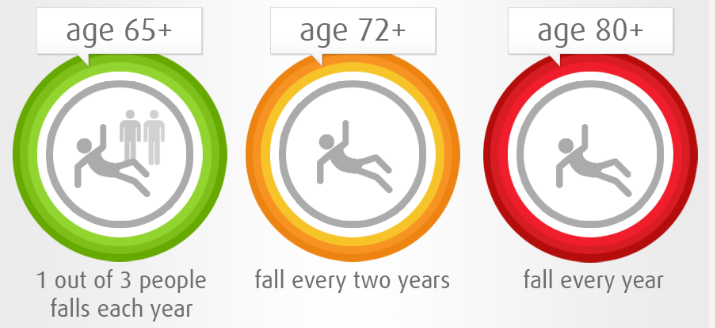 age 65+
age 72+
age 80+
1 out of 3 people
falls each year
fall every two years
fall every year